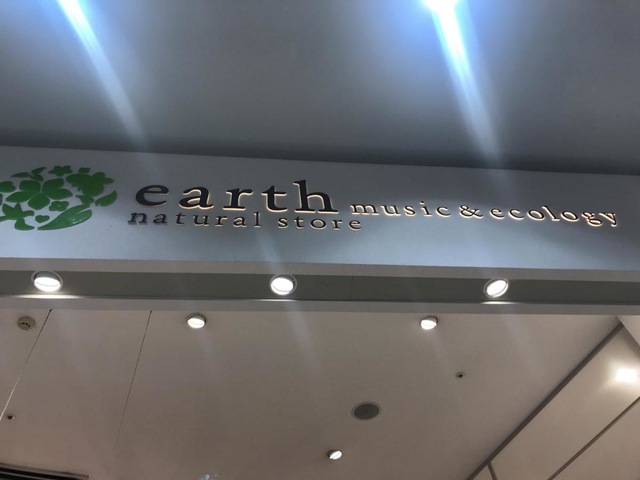 earth music & ecology
natural store